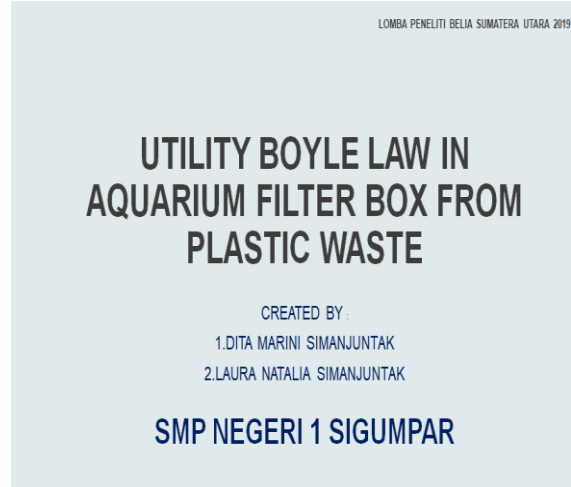 LOMBA PENELITI BELIA SUMATERA UTARA 2019
UTILITY BOYLE LAW IN
AQUARIUM FILTER BOX FROM
PLASTIC WASTE
CREATED BY :
1.DITA MARINI SIMANJUNTAK
2.LAURA NATALIA SIMANJUNTAK
SMP NEGERI 1 SIGUMPAR